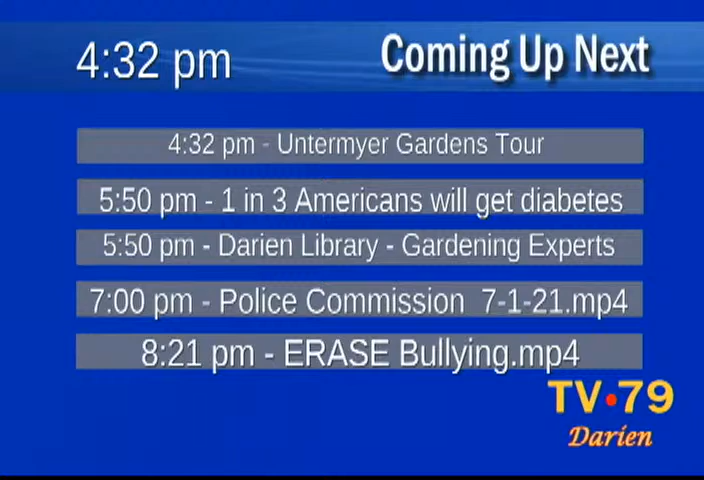 4:32 pm
Coming Up Next
4:32 pm - Untermyer Gardens Tour
5:50 pm - 1 in 3 Americans will get diabetes
5:50 pm - Darien Library - Gardening Experts
7:00 pm - Police Commission  7-1-21.mp4
8:21 pm - ERASE Bullying.mp4
TV•79
Darien